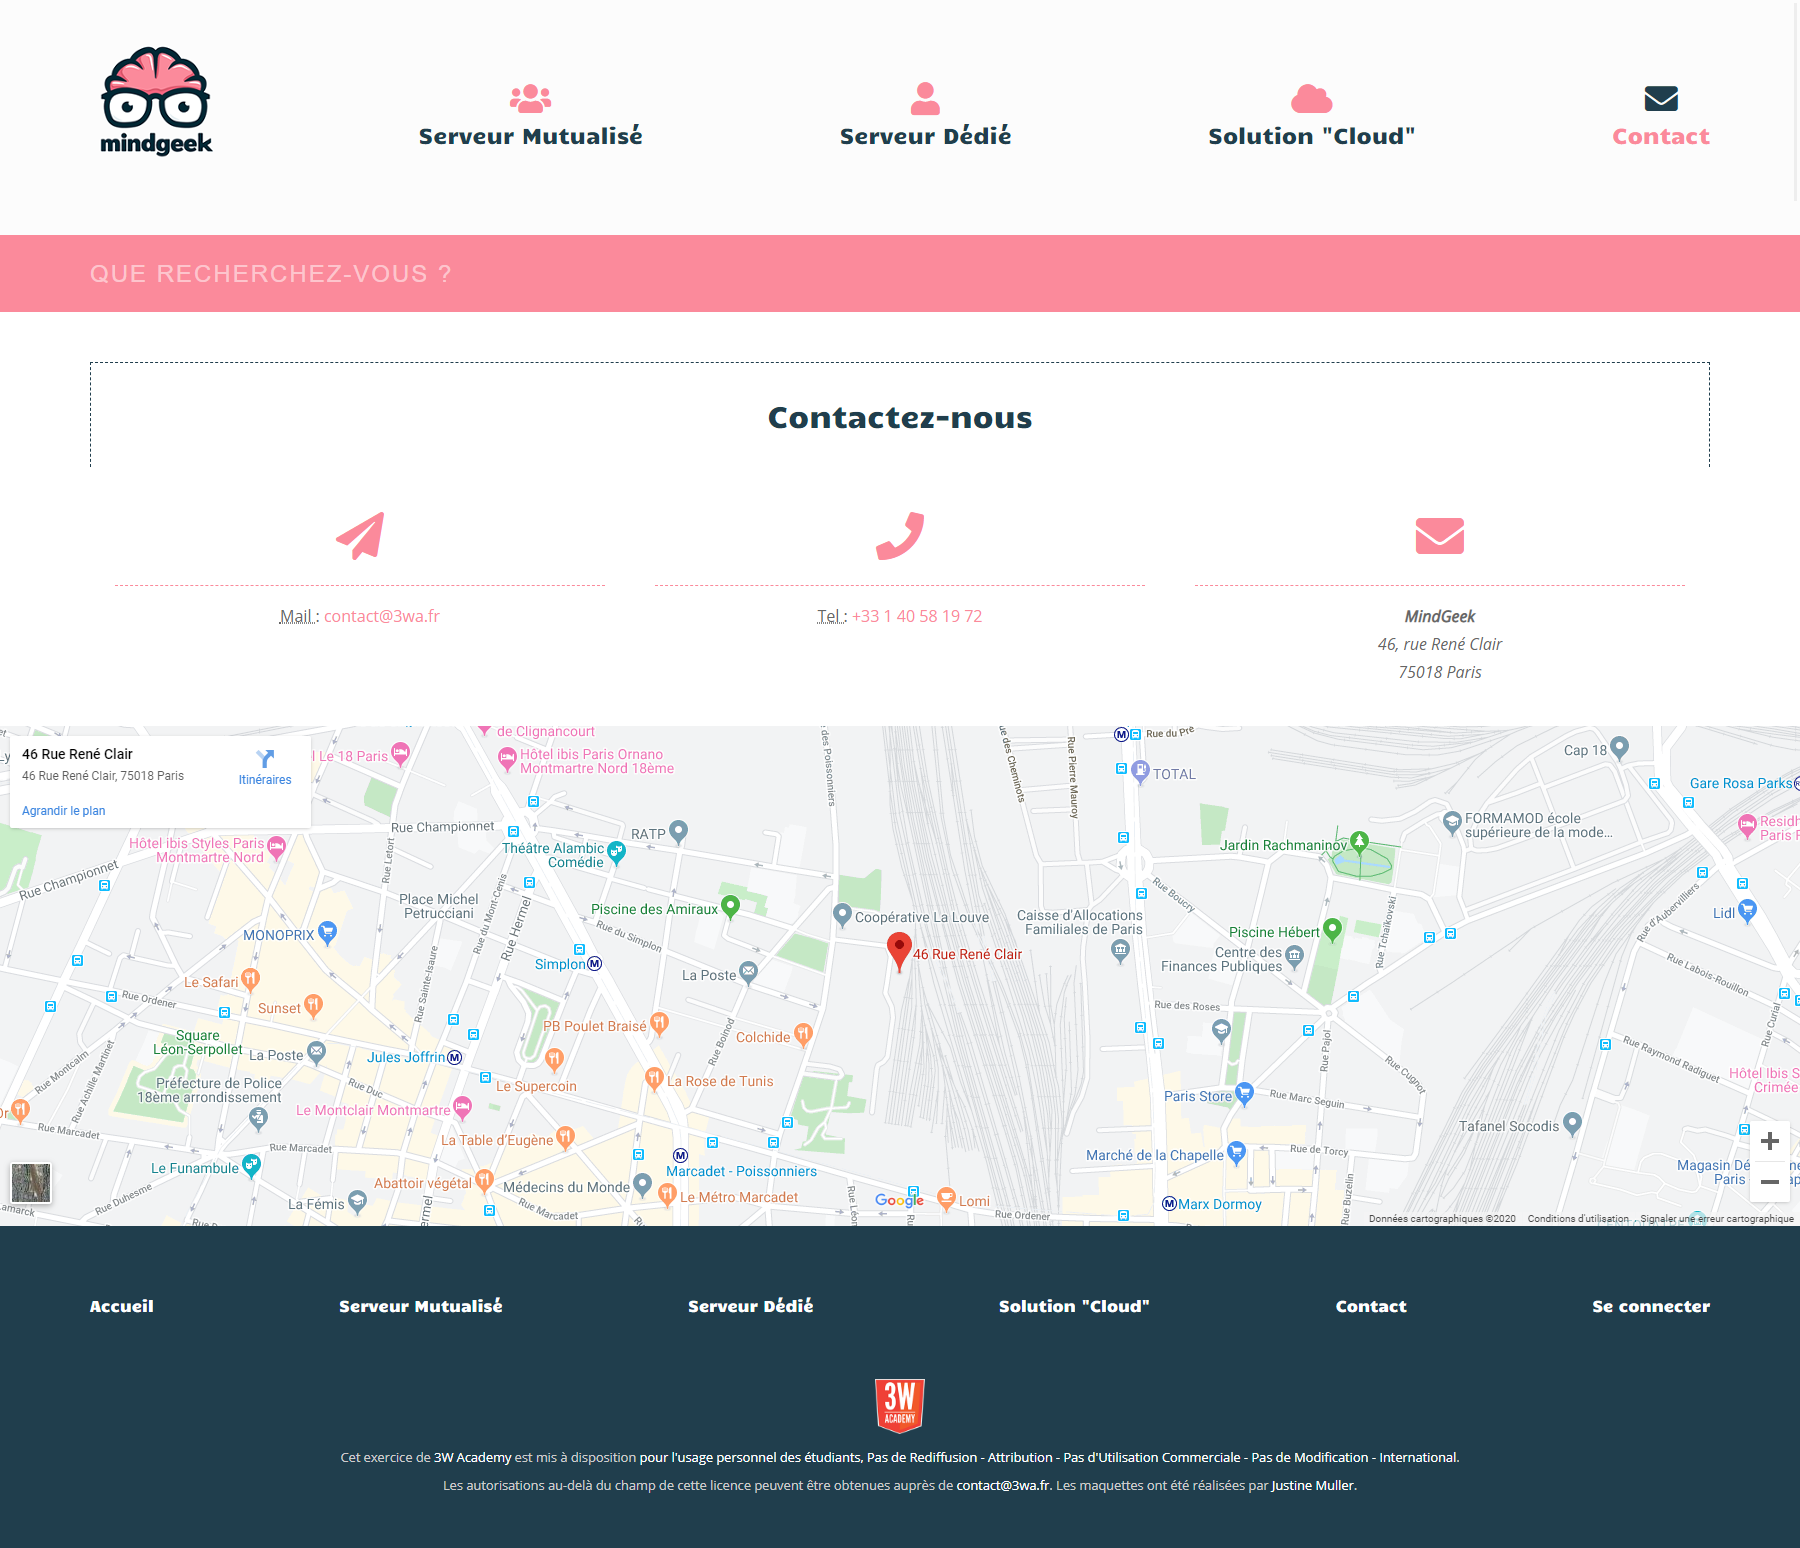 mindgeek
Serveur Mutualisé
Serveur Dédié
Solution "Cloud"
Contact
QUE RECHERCHEZ-VOUS ?
Contactez-nous
Mail : contact@3wa.fr
Tel : +33 1 40 58 19 72
MindGeek
46, rue René Clair
75018 Paris
46 Rue René Clair
46 Rue René Clair, 75018 Paris
Itinéraires
Agrandir le plan
Le 18 Paris
de Clignancourt
Hôtel ibis Paris Ornano
Montmartre Nord 18ème
des Poissonniers
Rue des Cheminots
Rue Pierre Mauroy
Rue du Pré
TOTAL
Cap 18
Gare Rosa Parks
Rue Championnet
RATP
FORMAMOD école
supérieure de la mode...
Hôtel ibis Styles Paris
Montmartre Nord
Rue Letort
Théâtre Alambic
Comédie
Jardin Rachmaninov
Rue Championnet
Place Michel
Petrucciani
Rue du Mont-Cenis
Rue Hermel
Piscine des Amiraux
Coopérative La Louve
Caisse d'Allocations
Familiales de Paris
Rue Boucry
Rue Tchaïkovski
Rue d'Aubervilliers
Lidl
MONOPRIX
Rue du Simplon
Simplon
46 Rue René Clair
Piscine Hébert
Centre des
Finances Publiques
Rue Labois-Rouillon
Le Safari
La Poste
Rue Ordener
Sunset
Rue Sainte-Isaure
Rue des Roses
Rue Curial
Square
Léon-Serpollet
La Poste
Jules Joffrin
PB Poulet Braisé
Rue Boinod
Colchide
Rue Pajol
Rue Cugnot
Rue Raymond Radiguet
Rue Montcalm
Rue Achille Martinet
Préfecture de Police
18ème arrondissement
Rue Duc
Le Supercoin
La Rose de Tunis
Hôtel Ibis S
Crimée
Le Montclair Montmartre
Paris Store
Rue Marc Seguin
Rue Marcadet
Rue Marcadet
La Table d'Eugène
Rue Ordener
Tafanel Socodis
Le Funambule
Marcadet - Poissonniers
Marché de la Chapelle
Rue de Torcy
Magasin Dé
Paris
Rue Duhesme
Abattoir végétal
Médecins du Monde
Le Métro Marcadet
La Fémis
Rue Marcadet
Rue Léon
Google
Lomi
Marx Dormoy
Rue Buzelin
Données cartographiques ©2020
Conditions d'utilisation
Signaler une erreur cartographique
Accueil
Serveur Mutualisé
Serveur Dédié
Solution "Cloud"
Contact
Se connecter
3W
ACADEMY
Cet exercice de 3W Academy est mis à disposition pour l'usage personnel des étudiants, Pas de Rediffusion - Attribution - Pas d'Utilisation Commerciale - Pas de Modification - International.
Les autorisations au-delà du champ de cette licence peuvent être obtenues auprès de contact@3wa.fr. Les maquettes ont été réalisées par Justine Muller.